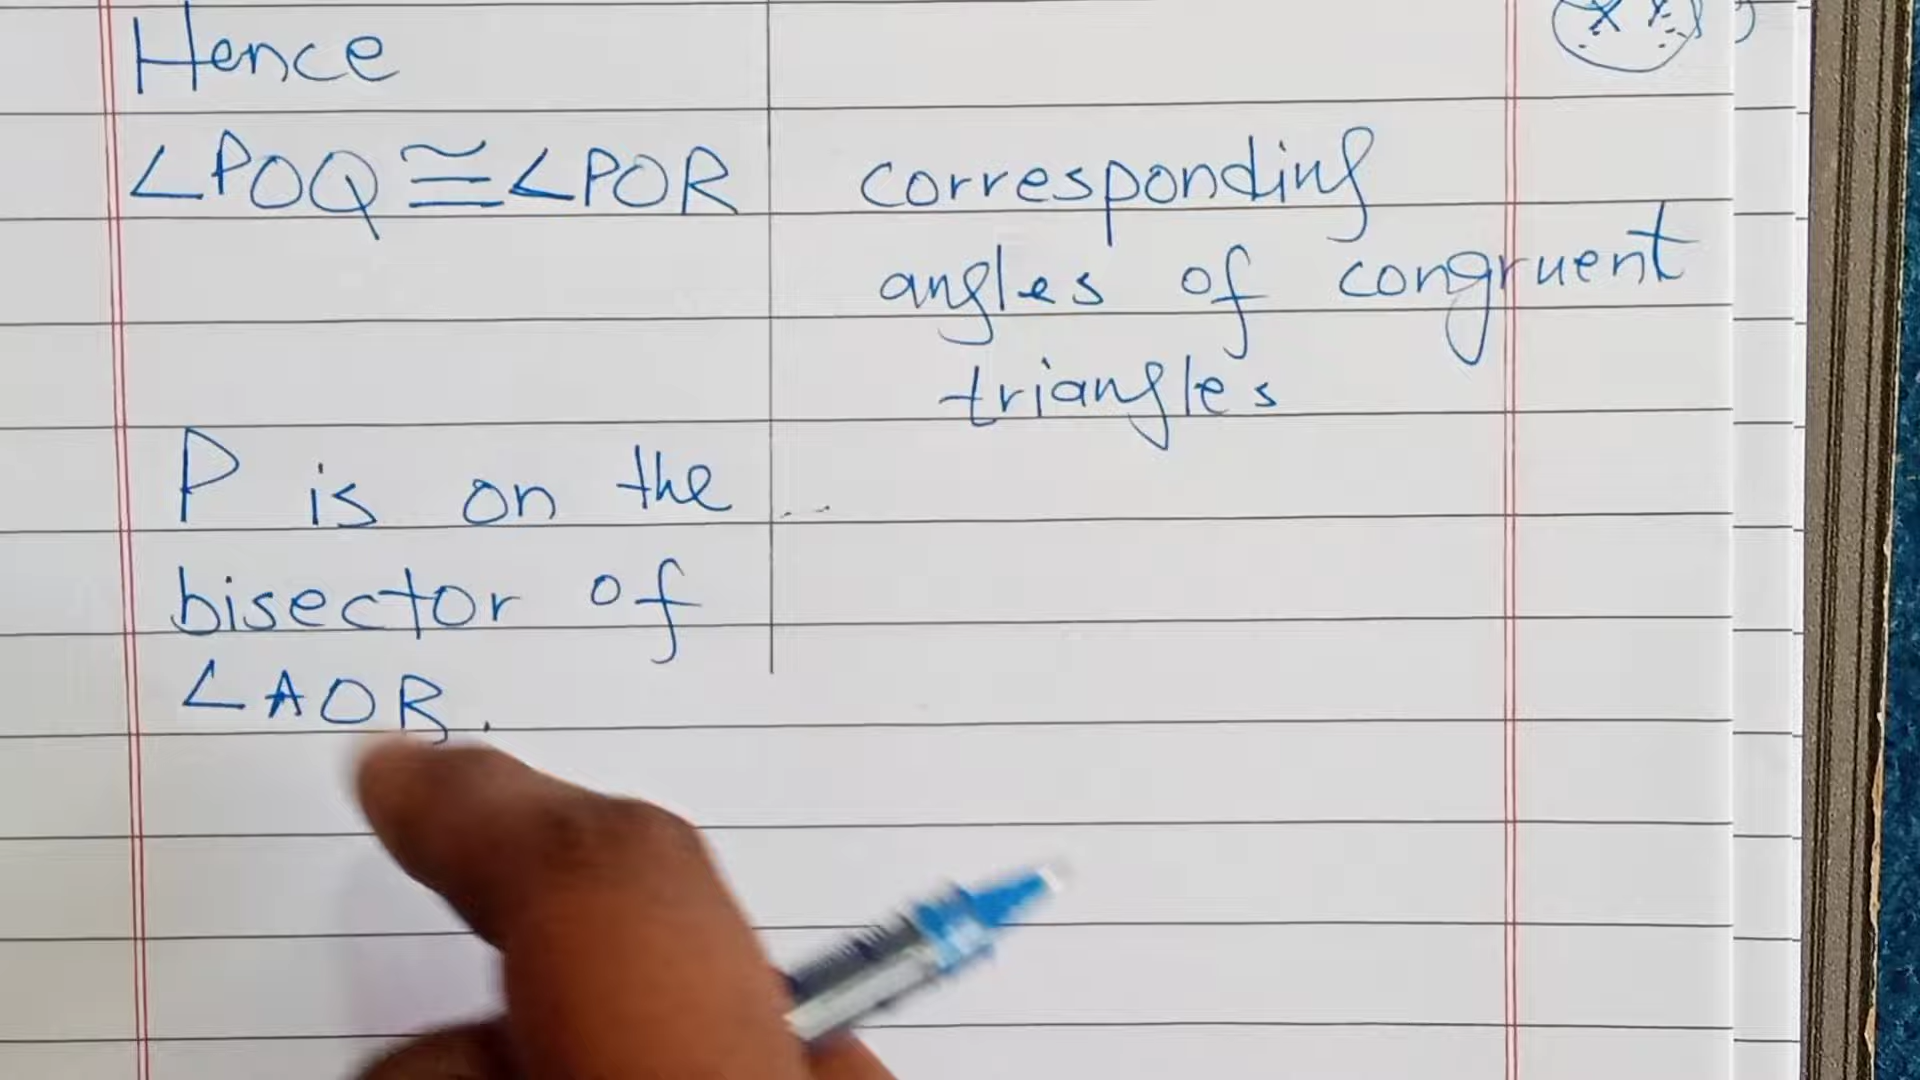 Hence
∠POQ ≅ ∠POR corresponding
angles of congruent
triangles
P is on the
bisector of
∠AOB.